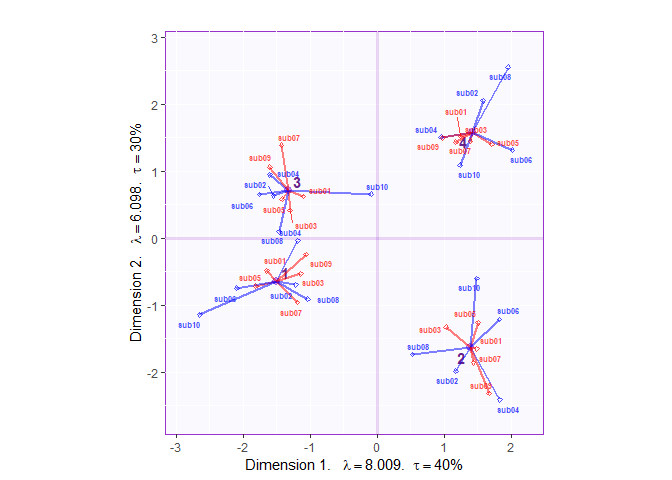 3
sub08
sub02
2
sub01
sub04
sub03
4
sub05
sub07
sub09
sub07
sub06
sub09
sub10
1
sub04
3
sub02
sub10
sub01
sub06
sub03
0
sub04
sub08
sub01
sub09
1
sub05
sub03
sub10
-1
sub02
sub08
sub07
sub06
sub10
sub03
sub01
sub08
2
sub07
-2
sub02
sub04
-3 -2 -1 0 1 2
Dimension 1. λ = 8.009. τ = 40%
Dimension 2. λ = 6.098. τ = 30%